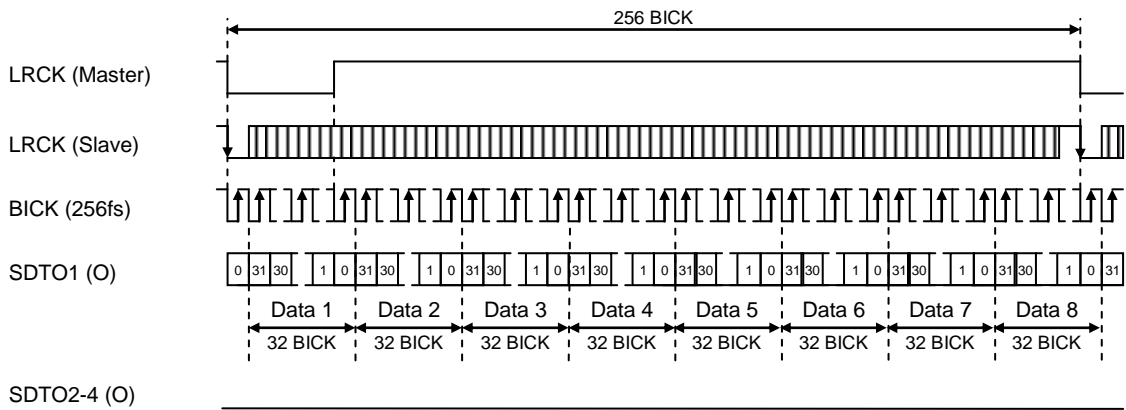 256 BICK
LRCK (Master)
LRCK (Slave)
BICK (256fs)
SDTO1 (O)
0 31 30 1 0 31 30 1 0 31 30 1 0 31 30 1 0 31 30 1 0 31 30 1 0 31 30 1 0 31 30 1 0 31
Data 1 Data 2 Data 3 Data 4 Data 5 Data 6 Data 7 Data 8
32 BICK 32 BICK 32 BICK 32 BICK 32 BICK 32 BICK 32 BICK 32 BICK
SDTO2-4 (O)